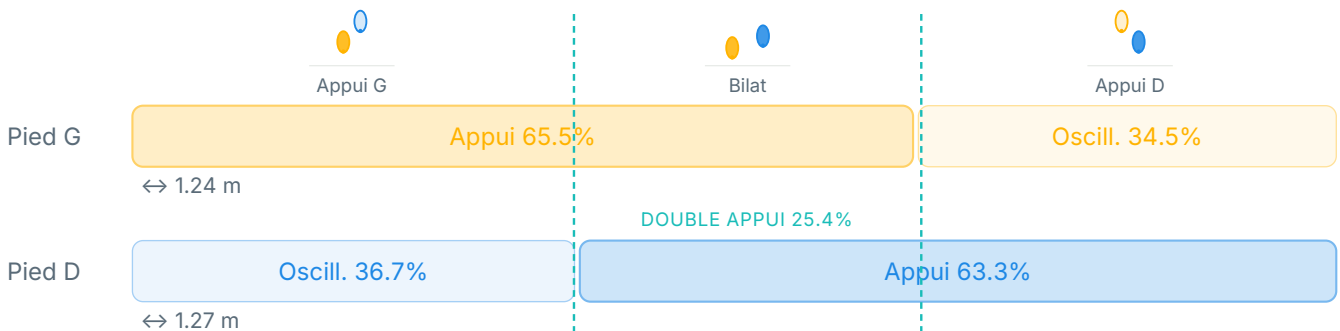 Appui G
Bilat
Appui D
Pied G
Appui 65.5%
Oscill. 34.5%
↔ 1.24 m
DOUBLE APPUI 25.4%
Pied D
Oscill. 36.7%
Appui 63.3%
↔ 1.27 m